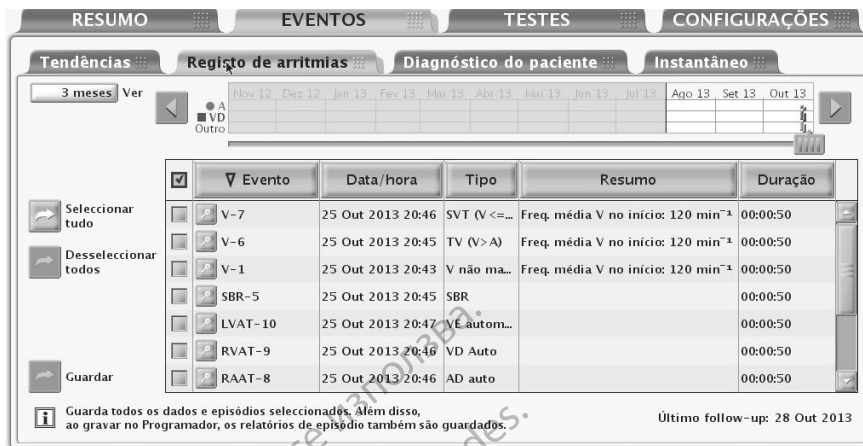 RESUMO EVENTOS TESTES CONFIGURAÇÕES
Tendências Registo de arritmias Diagnóstico do paciente Instantâneo
3 meses Ver
Nov 12 Dez 12 Jan 13 Fev 13 Mar 13 Abr 13 Mai 13 Jun 13 Jul 13 Ago 13 Set 13 Out 13
A
VD
Outro
Evento Data/hora Tipo Resumo Duração
Seleccionar tudo
Desseleccionar todos
Guardar
V-7 25 Out 2013 20:46 SVT (V <=... Freq. média V no início: 120 min⁻¹ 00:00:50
V-6 25 Out 2013 20:45 TV (V> A) Freq. média V no início: 120 min⁻¹ 00:00:50
V-1 25 Out 2013 20:43 V não ma... Freq. média V no início: 120 min⁻¹ 00:00:50
SBR-5 25 Out 2013 20:45 SBR 00:00:50
LVAT-10 25 Out 2013 20:47 VE autom... 00:00:50
RVAT-9 25 Out 2013 20:46 VD Auto 00:00:50
RAAT-8 25 Out 2013 20:46 AD auto 00:00:50
i
Guarda todos os dados e episódios seleccionados. Além disso,
ao gravar no Programador, os relatórios de episódio também são guardados.
Último follow-up: 28 Out 2013
се използва.